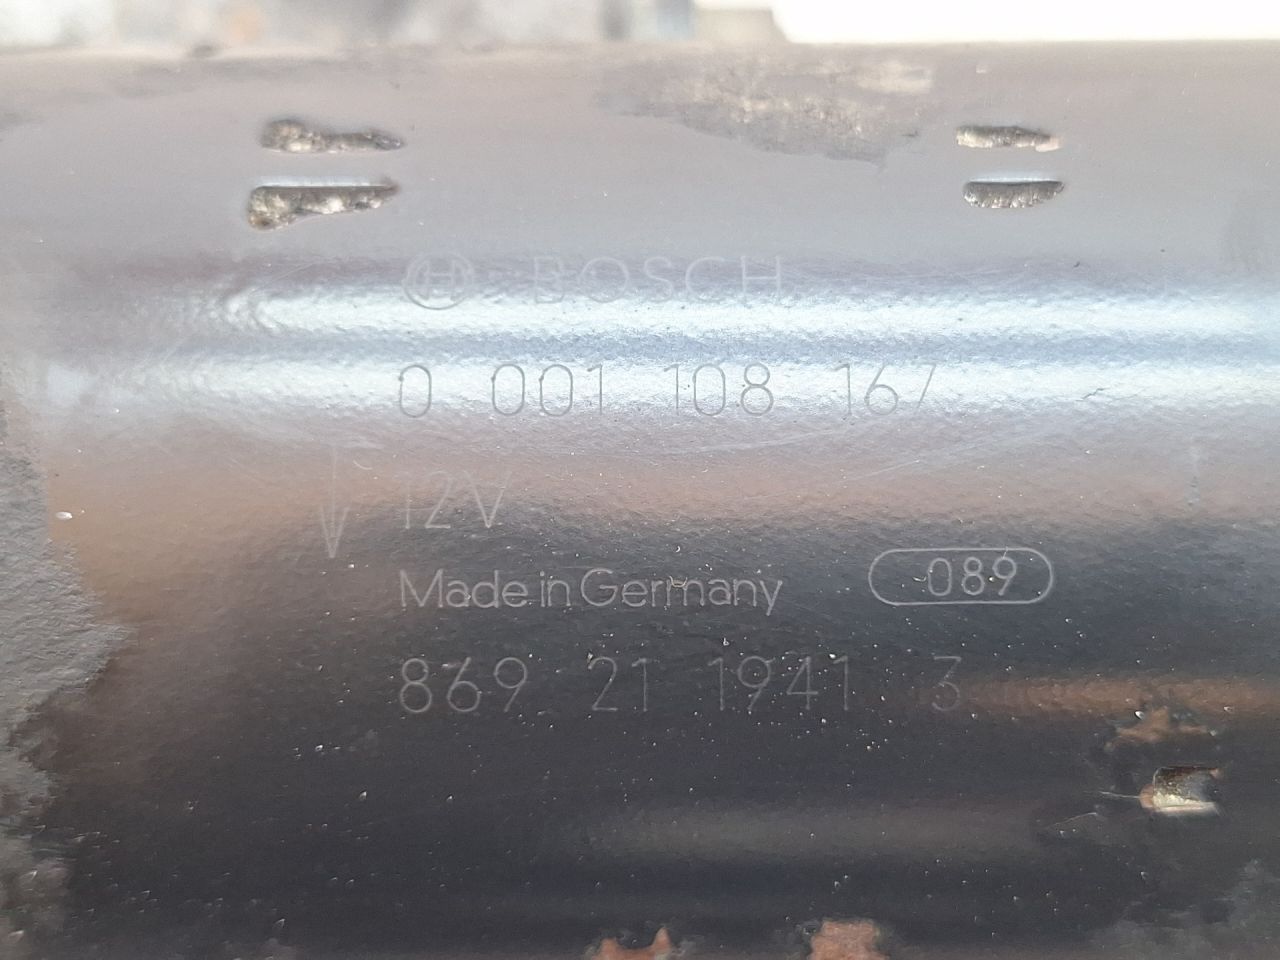 BOSCH
0 001 108 167
12V
Made in Germany 089
869 21 1941 3